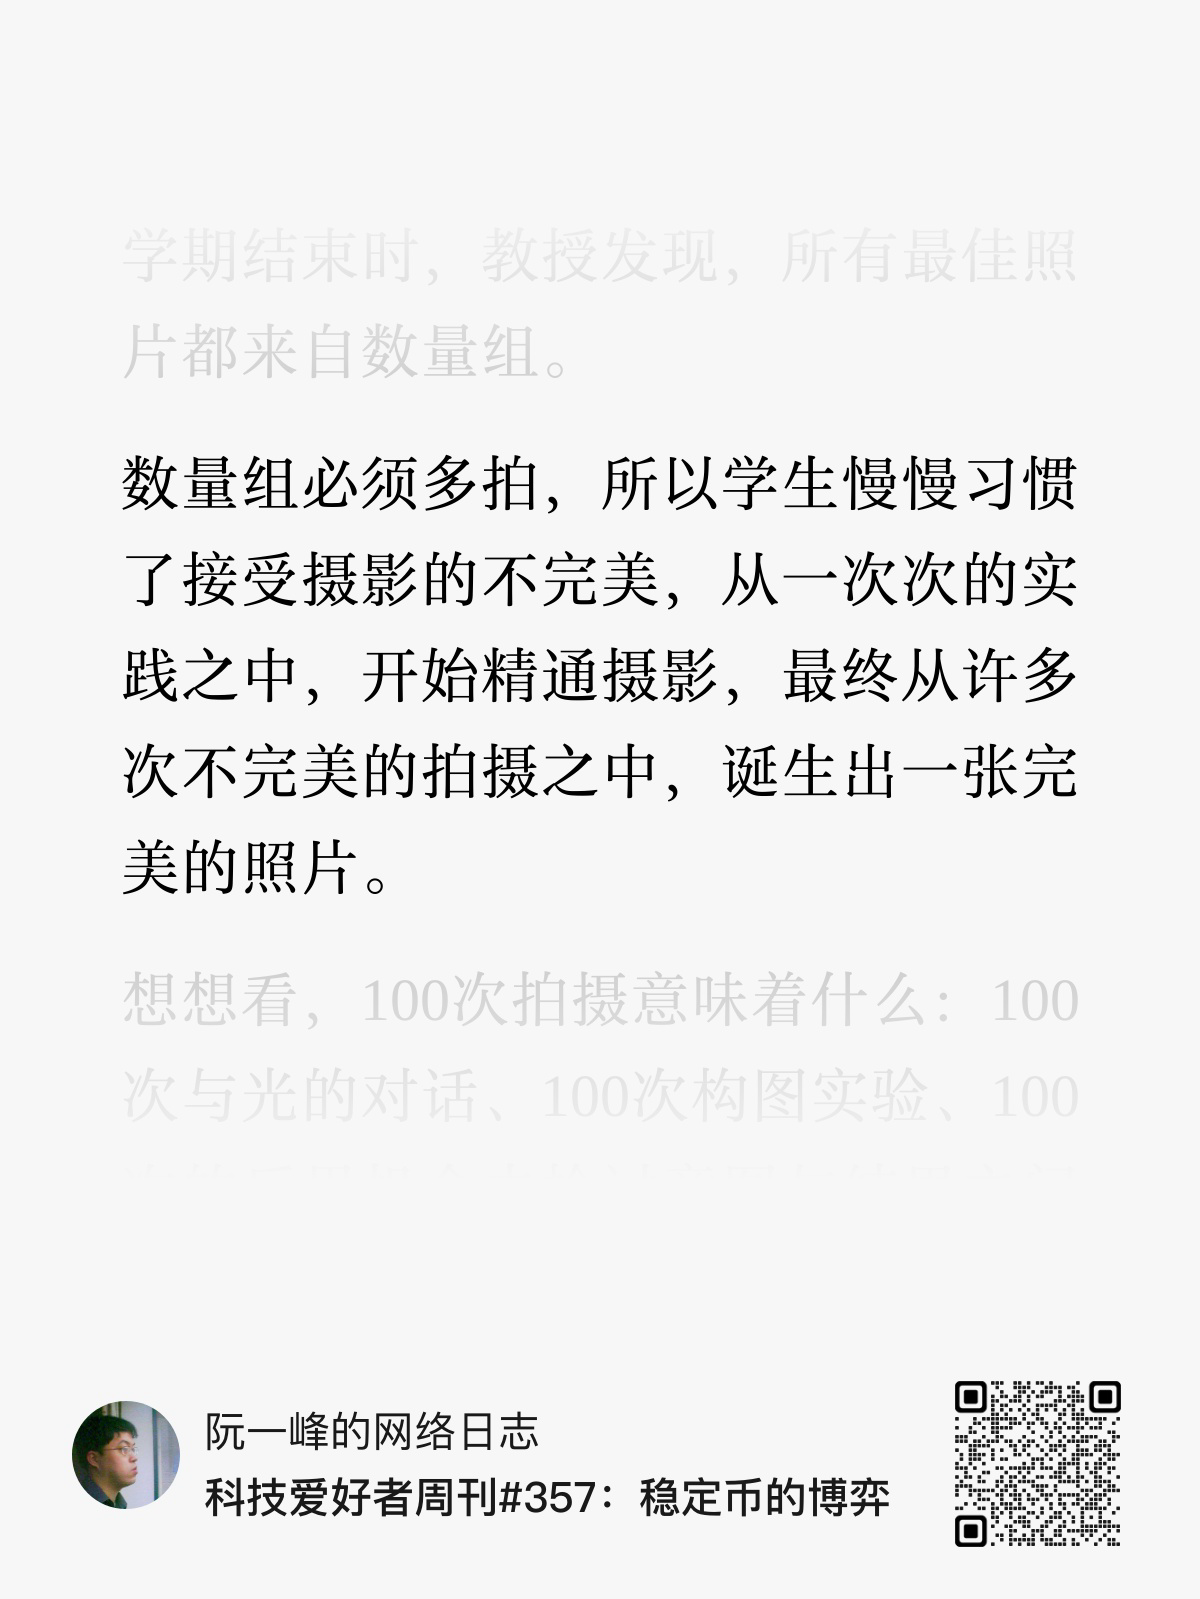 学期结束时，教授发现，所有最佳照
片都来自数量组。
数量组必须多拍，所以学生慢慢习惯
了接受摄影的不完美，从一次次的实
践之中，开始精通摄影，最终从许多
次不完美的拍摄之中，诞生出一张完
美的照片。
想想看，100次拍摄意味着什么：100
次与光的对话、100次构图实验、100
阮一峰的网络日志
科技爱好者周刊#357：稳定币的博弈